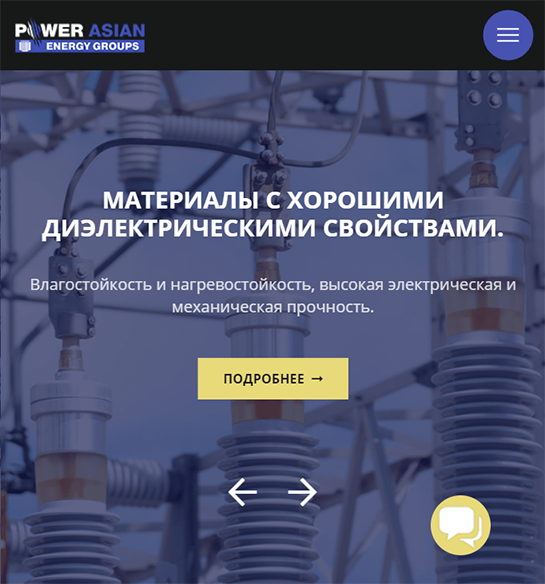 POWER ASIAN
ENERGY GROUPS
МАТЕРИАЛЫ С ХОРОШИМИ
ДИЭЛЕКТРИЧЕСКИМИ СВОЙСТВАМИ.
Влагостойкость и нагревостойкость, высокая электрическая и
механическая прочность.
ПОДРОБНЕЕ →